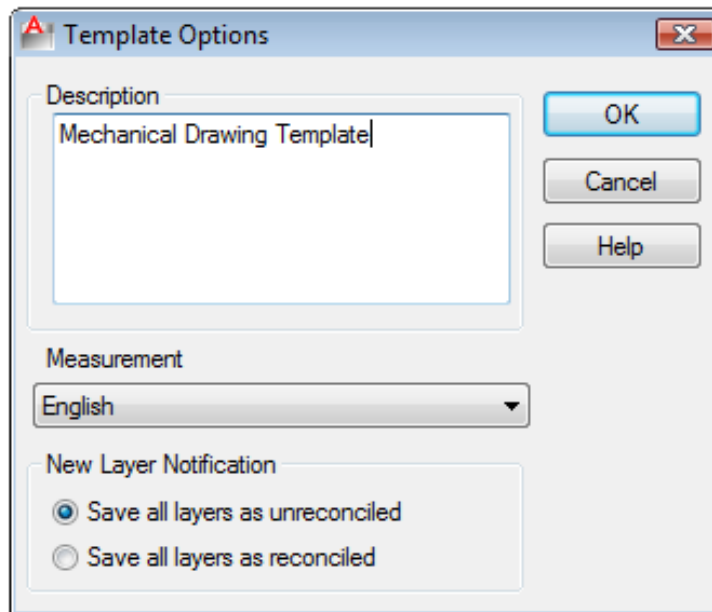 Template Options
Description
Mechanical Drawing Template
OK
Cancel
Help
Measurement
English
New Layer Notification
Save all layers as unreconciled
Save all layers as reconciled